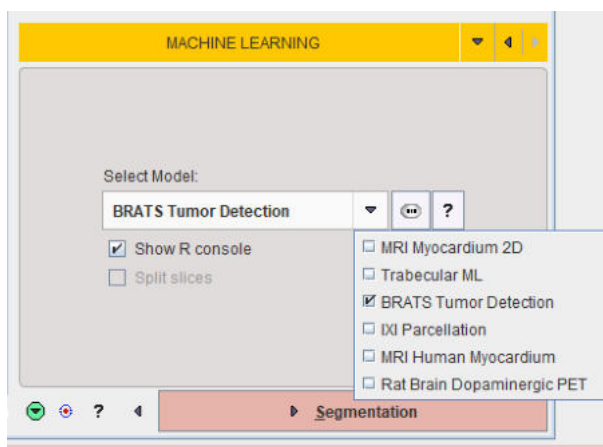 MACHINE LEARNING
Select Model:
BRATS Tumor Detection
?
Show R console
Split slices
MRI Myocardium 2D
Trabecular ML
BRATS Tumor Detection
IXI Parcellation
MRI Human Myocardium
Rat Brain Dopaminergic PET
? Segmentation